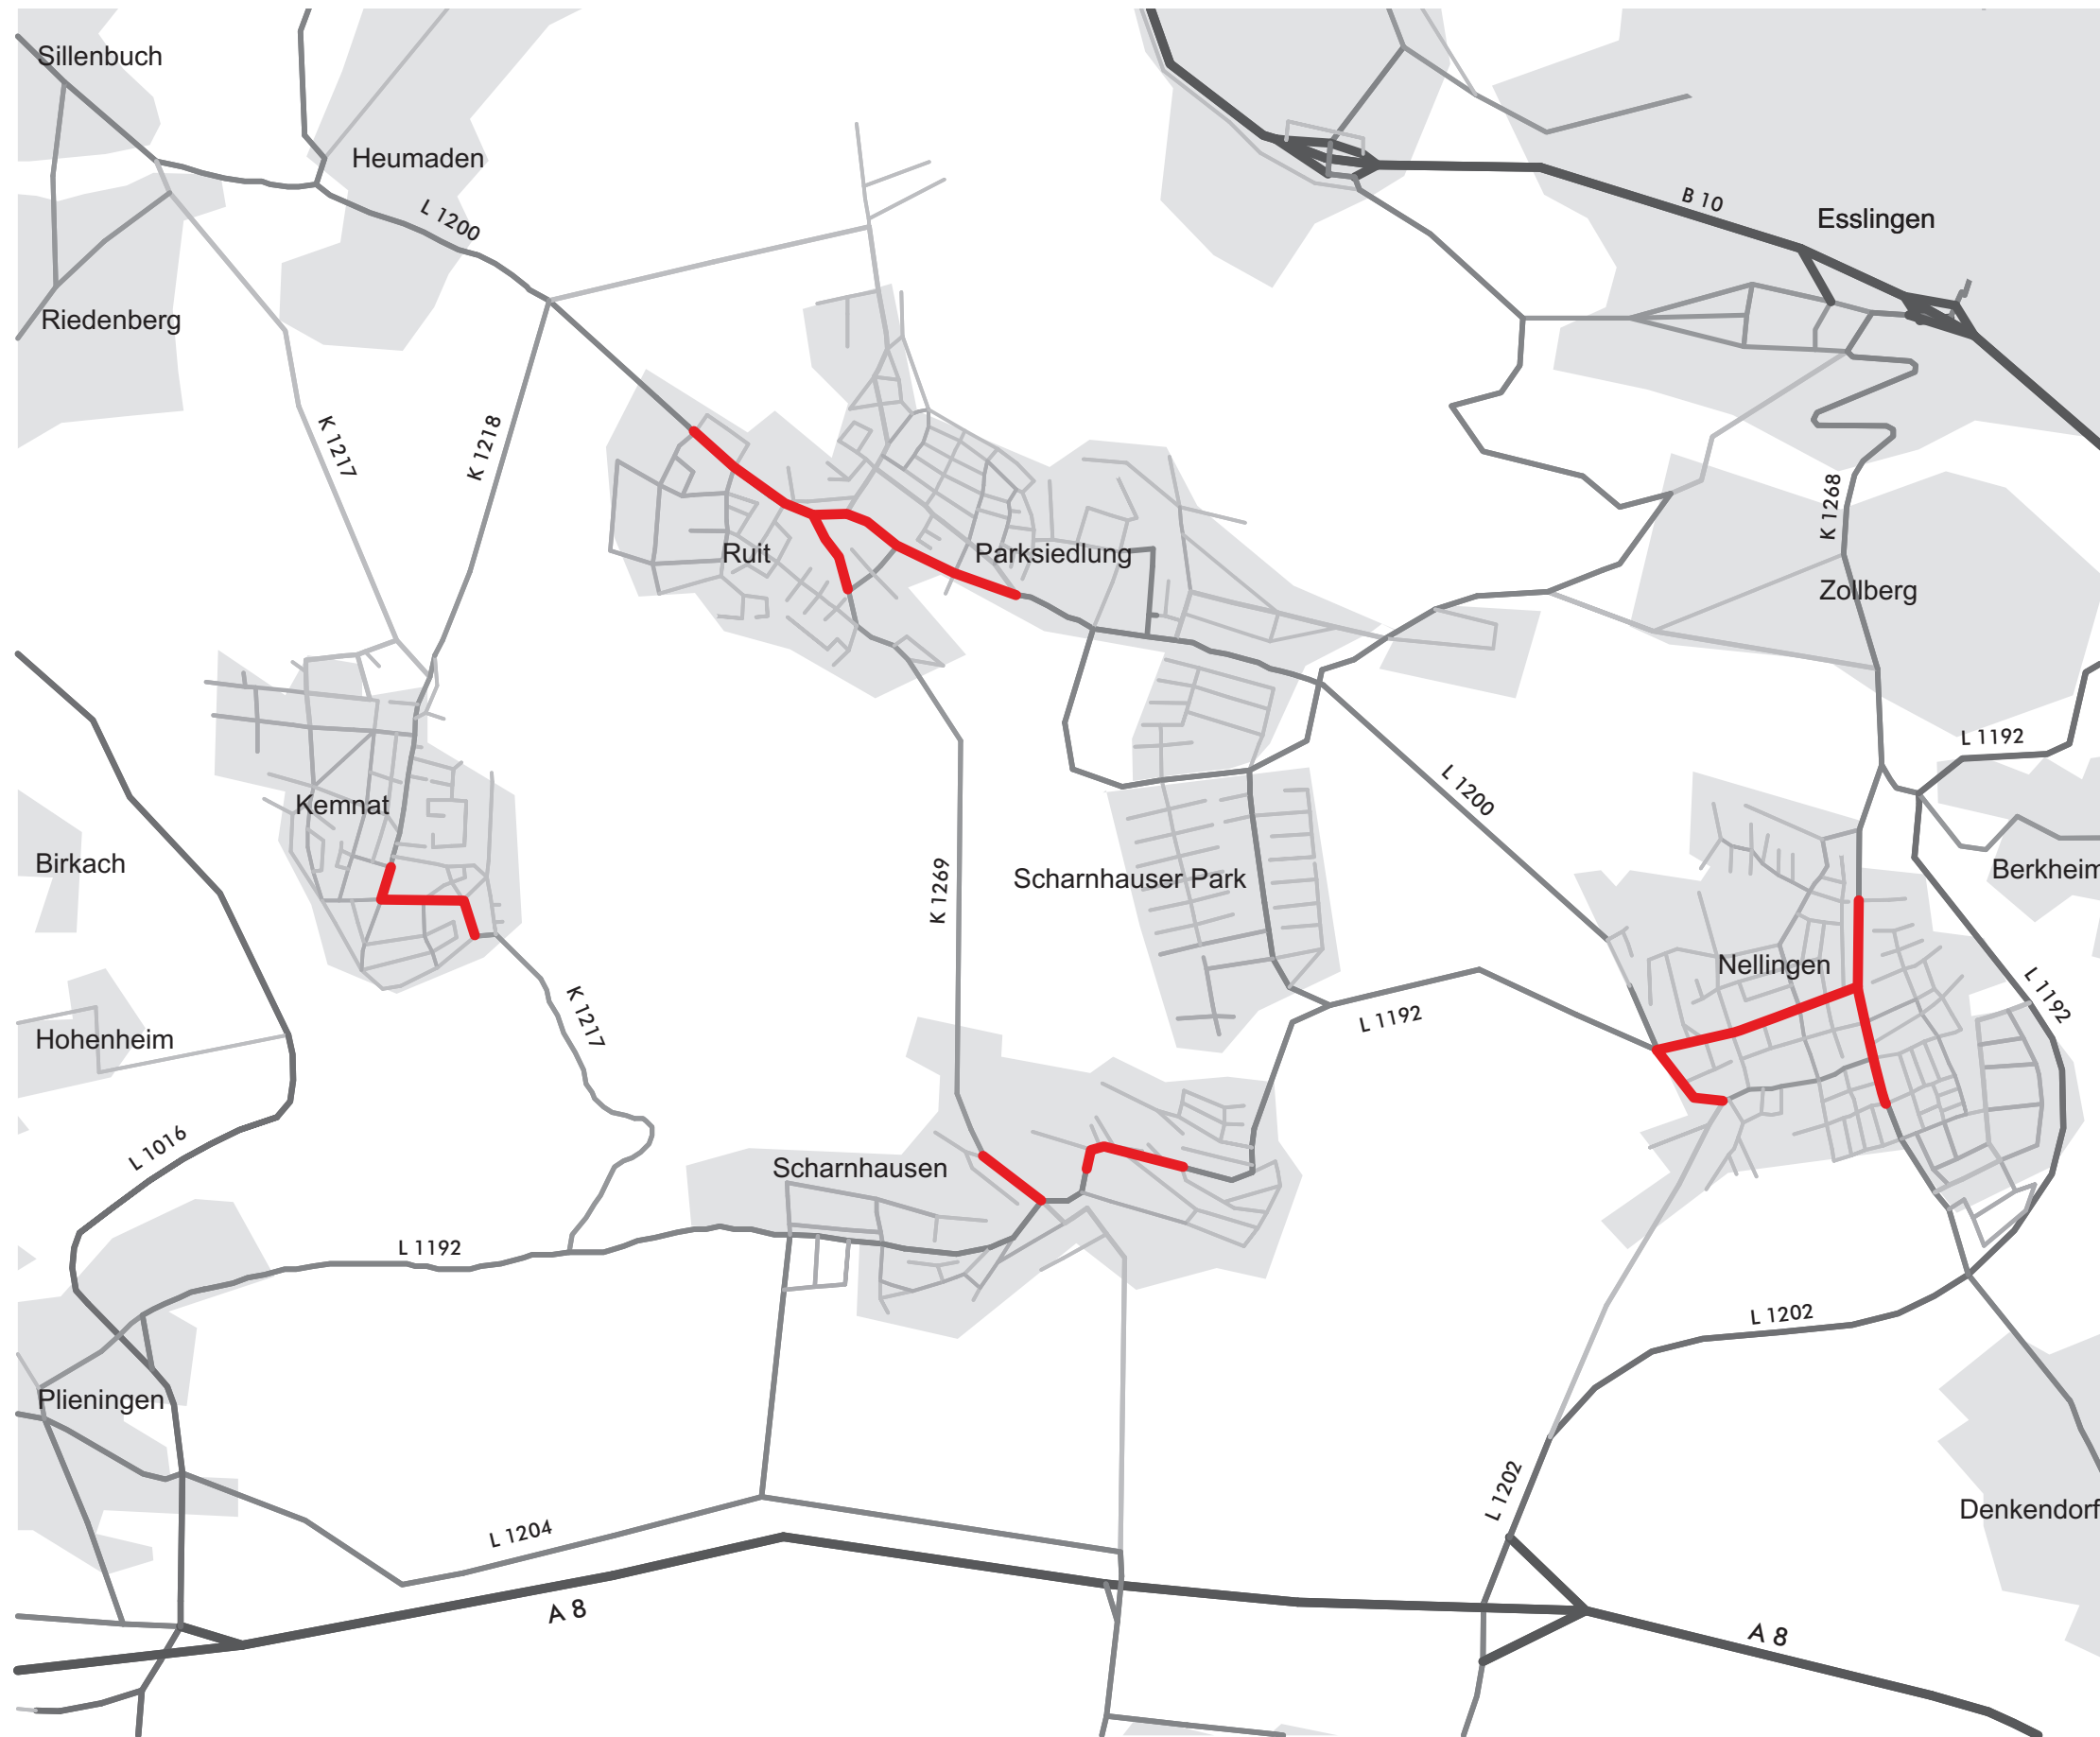 Sillenbuch
Heumaden
L 1200
B 10
Esslingen
Riedenberg
K 1217
K 1218
K 1268
Ruit
Parksiedlung
Zollberg
L 1192
L 1200
Kemnat
Birkach
K 1269
Scharnhauser Park
Berkheim
Nellingen
L 1192
K 1217
L 1192
Hohenheim
L 1016
Scharnhausen
L 1192
L 1202
Plieningen
L 1202
Denkendorf
L 1204
A 8
A 8